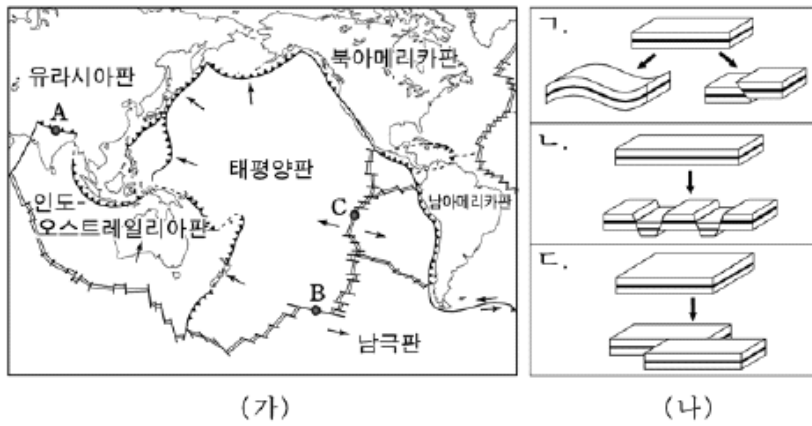 ㄱ.
북아메리카판
유라시아판
A
ㄴ.
태평양판
C
남아메리카판
인도-
오스트레일리아판
ㄷ.
B
남극판
(가)
(나)